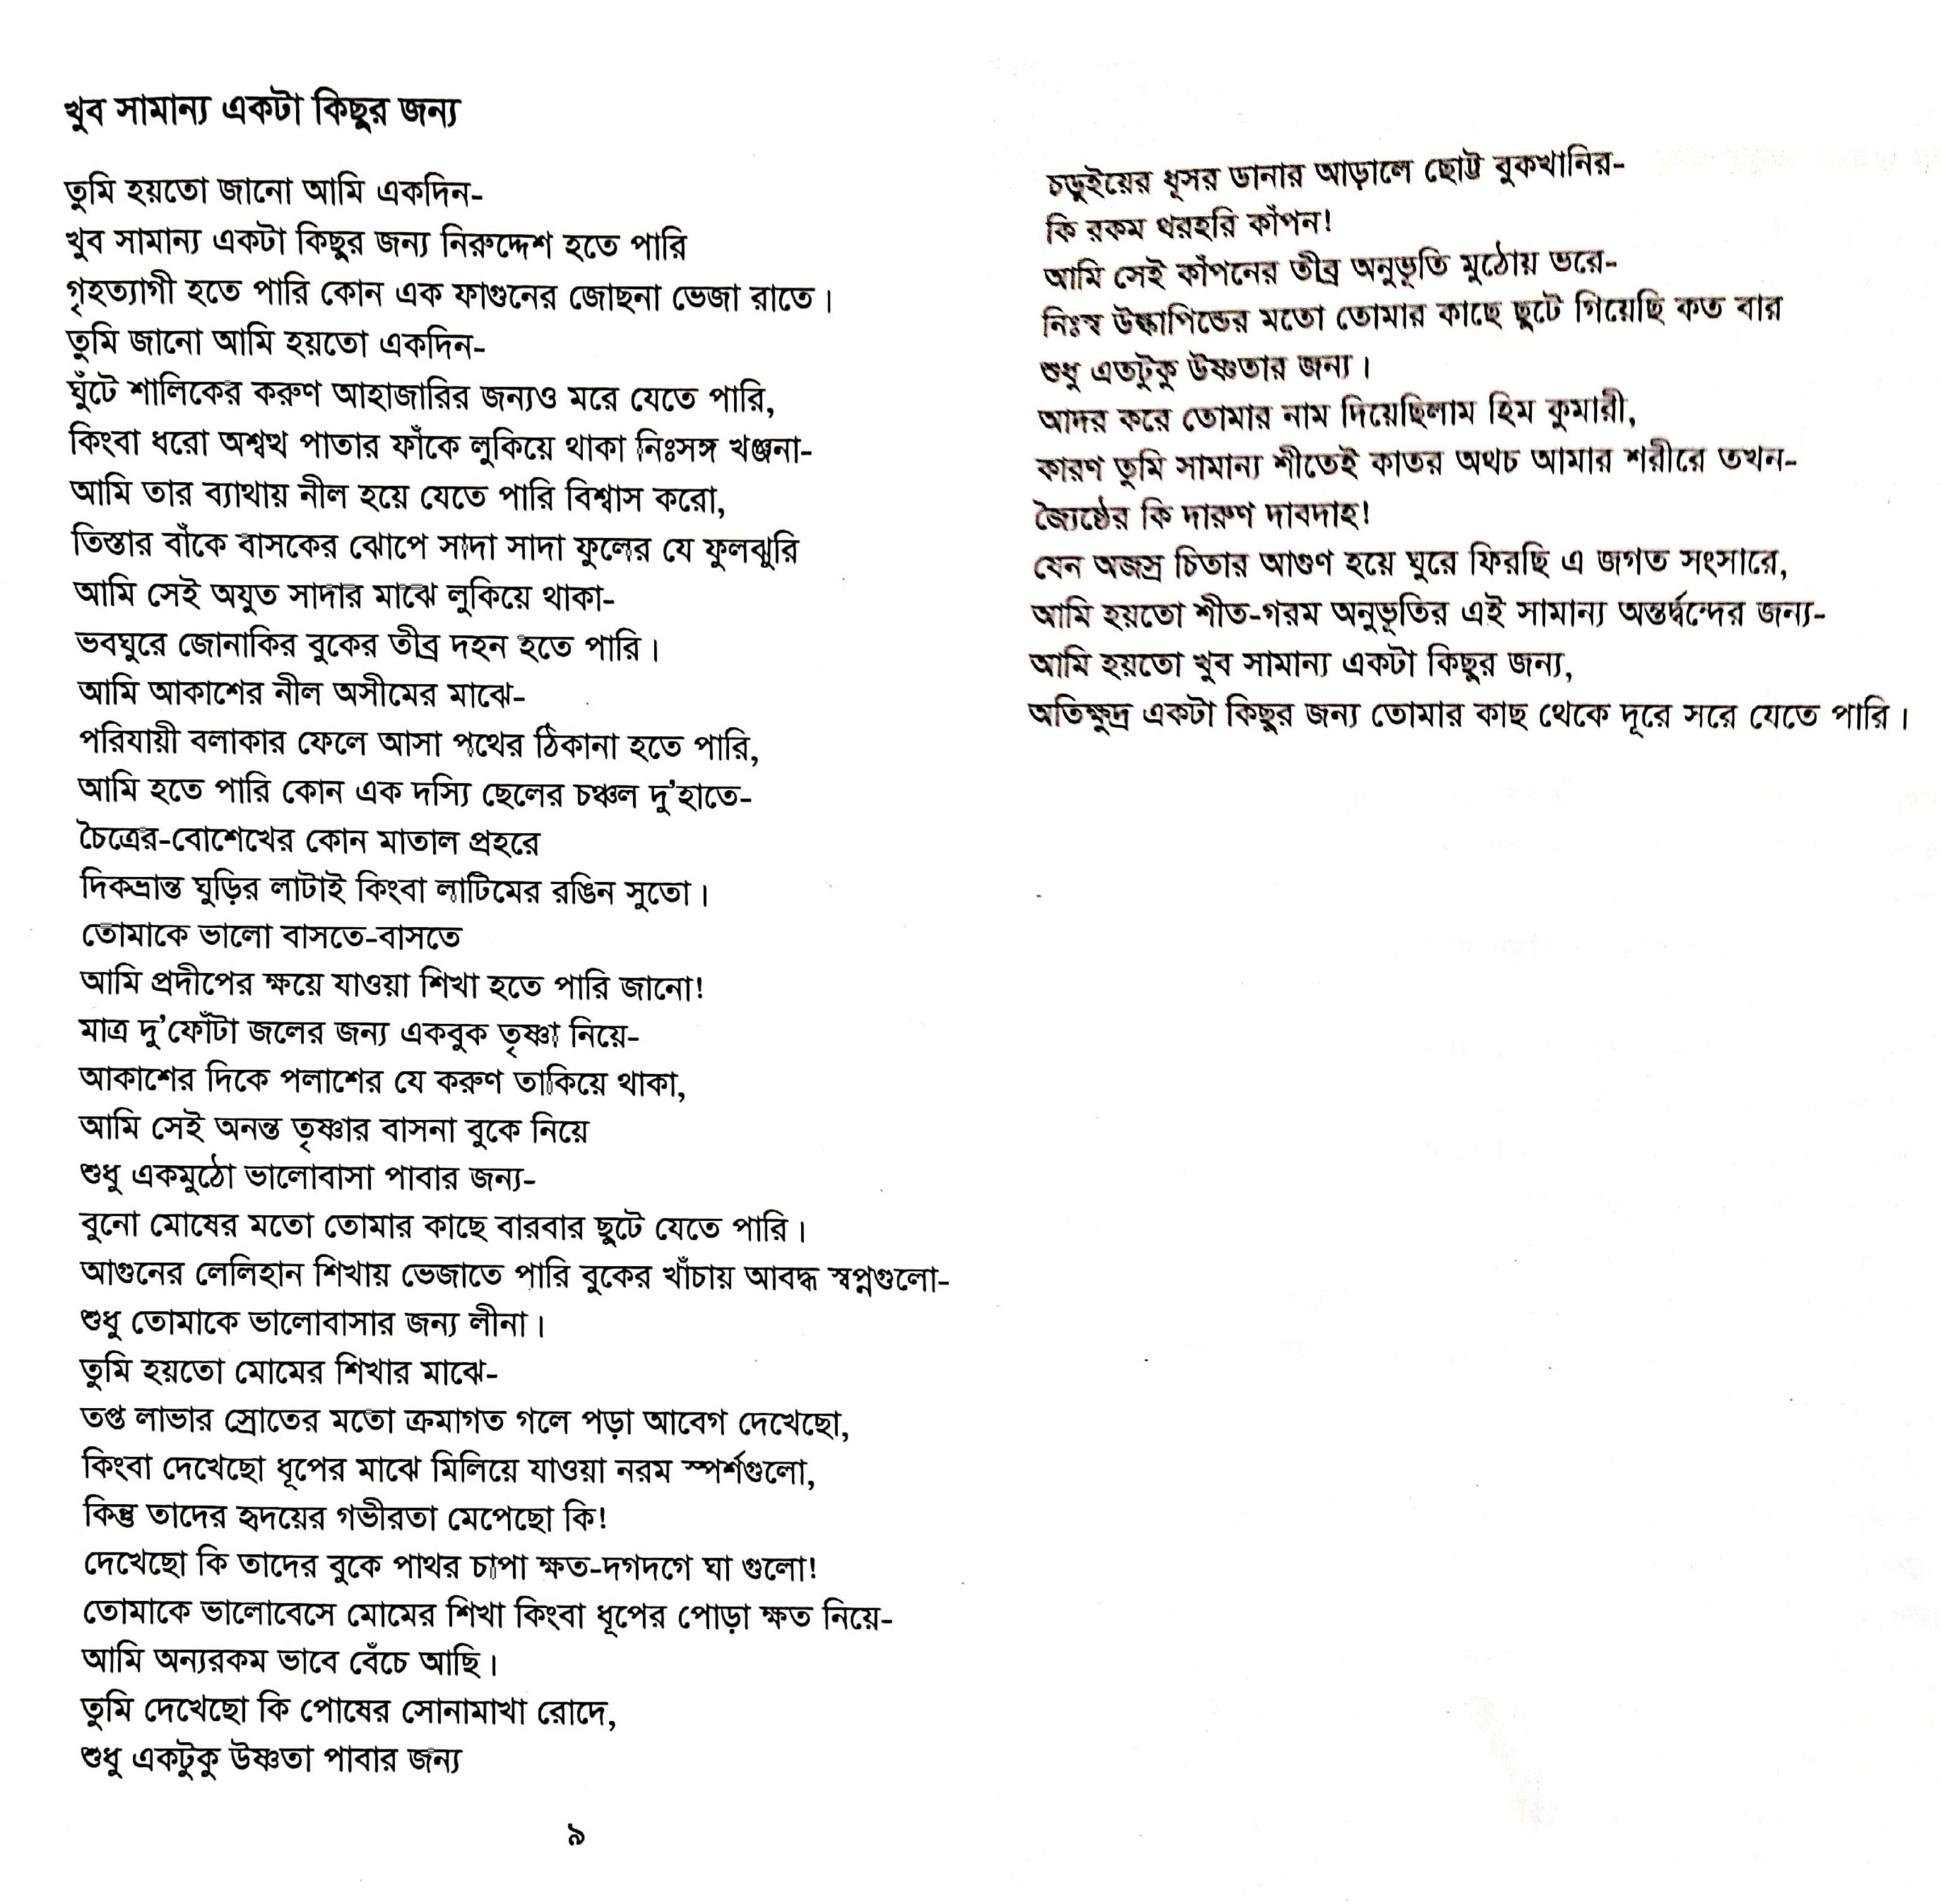 খুব সামান্য একটা কিছুর জন্য
তুমি হয়তো জানো আমি একদিন-
খুব সামান্য একটা কিছুর জন্য নিরুদ্দেশ হতে পারি
গৃহত্যাগী হতে পারি কোন এক ফাগুনের জোছনা ভেজা রাতে।
তুমি জানো আমি হয়তো একদিন-
ঘুঁটে শালিকের করুণ আহাজারির জন্যও মরে যেতে পারি,
কিংবা ধরো অশ্বত্থ পাতার ফাঁকে লুকিয়ে থাকা নিঃসঙ্গ খঞ্জনা-
আমি তার ব্যাথায় নীল হয়ে যেতে পারি বিশ্বাস করো,
তিস্তার বাঁকে বাসকের ঝোপে সাদা সাদা ফুলের যে ফুলঝুরি
আমি সেই অযুত সাদার মাঝে লুকিয়ে থাকা-
ভবঘুরে জোনাকির বুকের তীব্র দহন হতে পারি।
আমি আকাশের নীল অসীমের মাঝে-
পরিযায়ী বলাকার ফেলে আসা পথের ঠিকানা হতে পারি,
আমি হতে পারি কোন এক দস্যি ছেলের চঞ্চল দু'হাতে-
চৈত্রের-বোশেখের কোন মাতাল প্রহরে
দিকভ্রান্ত ঘুড়ির লাটাই কিংবা লাটিমের রঙিন সুতো।
তোমাকে ভালো বাসতে-বাসতে
আমি প্রদীপের ক্ষয়ে যাওয়া শিখা হতে পারি জানো!
মাত্র দু'ফোঁটা জলের জন্য একবুক তৃষ্ণা নিয়ে-
আকাশের দিকে পলাশের যে করুণ তাকিয়ে থাকা,
আমি সেই অনন্ত তৃষ্ণার বাসনা বুকে নিয়ে
শুধু একমুঠো ভালোবাসা পাবার জন্য-
বুনো মোষের মতো তোমার কাছে বারবার ছুটে যেতে পারি।
আগুনের লেলিহান শিখায় ভেজাতে পারি বুকের খাঁচায় আবদ্ধ স্বপ্নগুলো-
শুধু তোমাকে ভালোবাসার জন্য লীনা।
তুমি হয়তো মোমের শিখার মাঝে-
তপ্ত লাভার স্রোতের মতো ক্রমাগত গলে পড়া আবেগ দেখেছো,
কিংবা দেখেছো ধূপের মাঝে মিলিয়ে যাওয়া নরম স্পর্শগুলো,
কিন্তু তাদের হৃদয়ের গভীরতা মেপেছো কি!
দেখেছো কি তাদের বুকে পাথর চাপা ক্ষত-দগদগে ঘা গুলো!
তোমাকে ভালোবেসে মোমের শিখা কিংবা ধূপের পোড়া ক্ষত নিয়ে-
আমি অন্যরকম ভাবে বেঁচে আছি।
তুমি দেখেছো কি পোষের সোনামাখা রোদে,
শুধু একটুকু উষ্ণতা পাবার জন্য
৯
চড়ুইয়ের ধূসর ডানার আড়ালে ছোট্ট বুকখানির-
কি রকম থরহরি কাঁপন!
আমি সেই কাঁপনের তীব্র অনুভূতি মুঠোয় ভরে-
নিঃস্ব উল্কাপিন্ডের মতো তোমার কাছে ছুটে গিয়েছি কত বার
শুধু এতটুকু উষ্ণতার জন্য।
আদর করে তোমার নাম দিয়েছিলাম হিম কুমারী,
কারণ তুমি সামান্য শীতেই কাতর অথচ আমার শরীরে তখন-
জ্যৈষ্ঠের কি দারুণ দাবদাহ!
যেন অজস্র চিতার আগুণ হয়ে ঘুরে ফিরছি এ জগত সংসারে,
আমি হয়তো শীত-গরম অনুভূতির এই সামান্য অন্তর্দ্বন্দের জন্য-
আমি হয়তো খুব সামান্য একটা কিছুর জন্য,
অতিক্ষুদ্র একটা কিছুর জন্য তোমার কাছ থেকে দূরে সরে যেতে পারি।